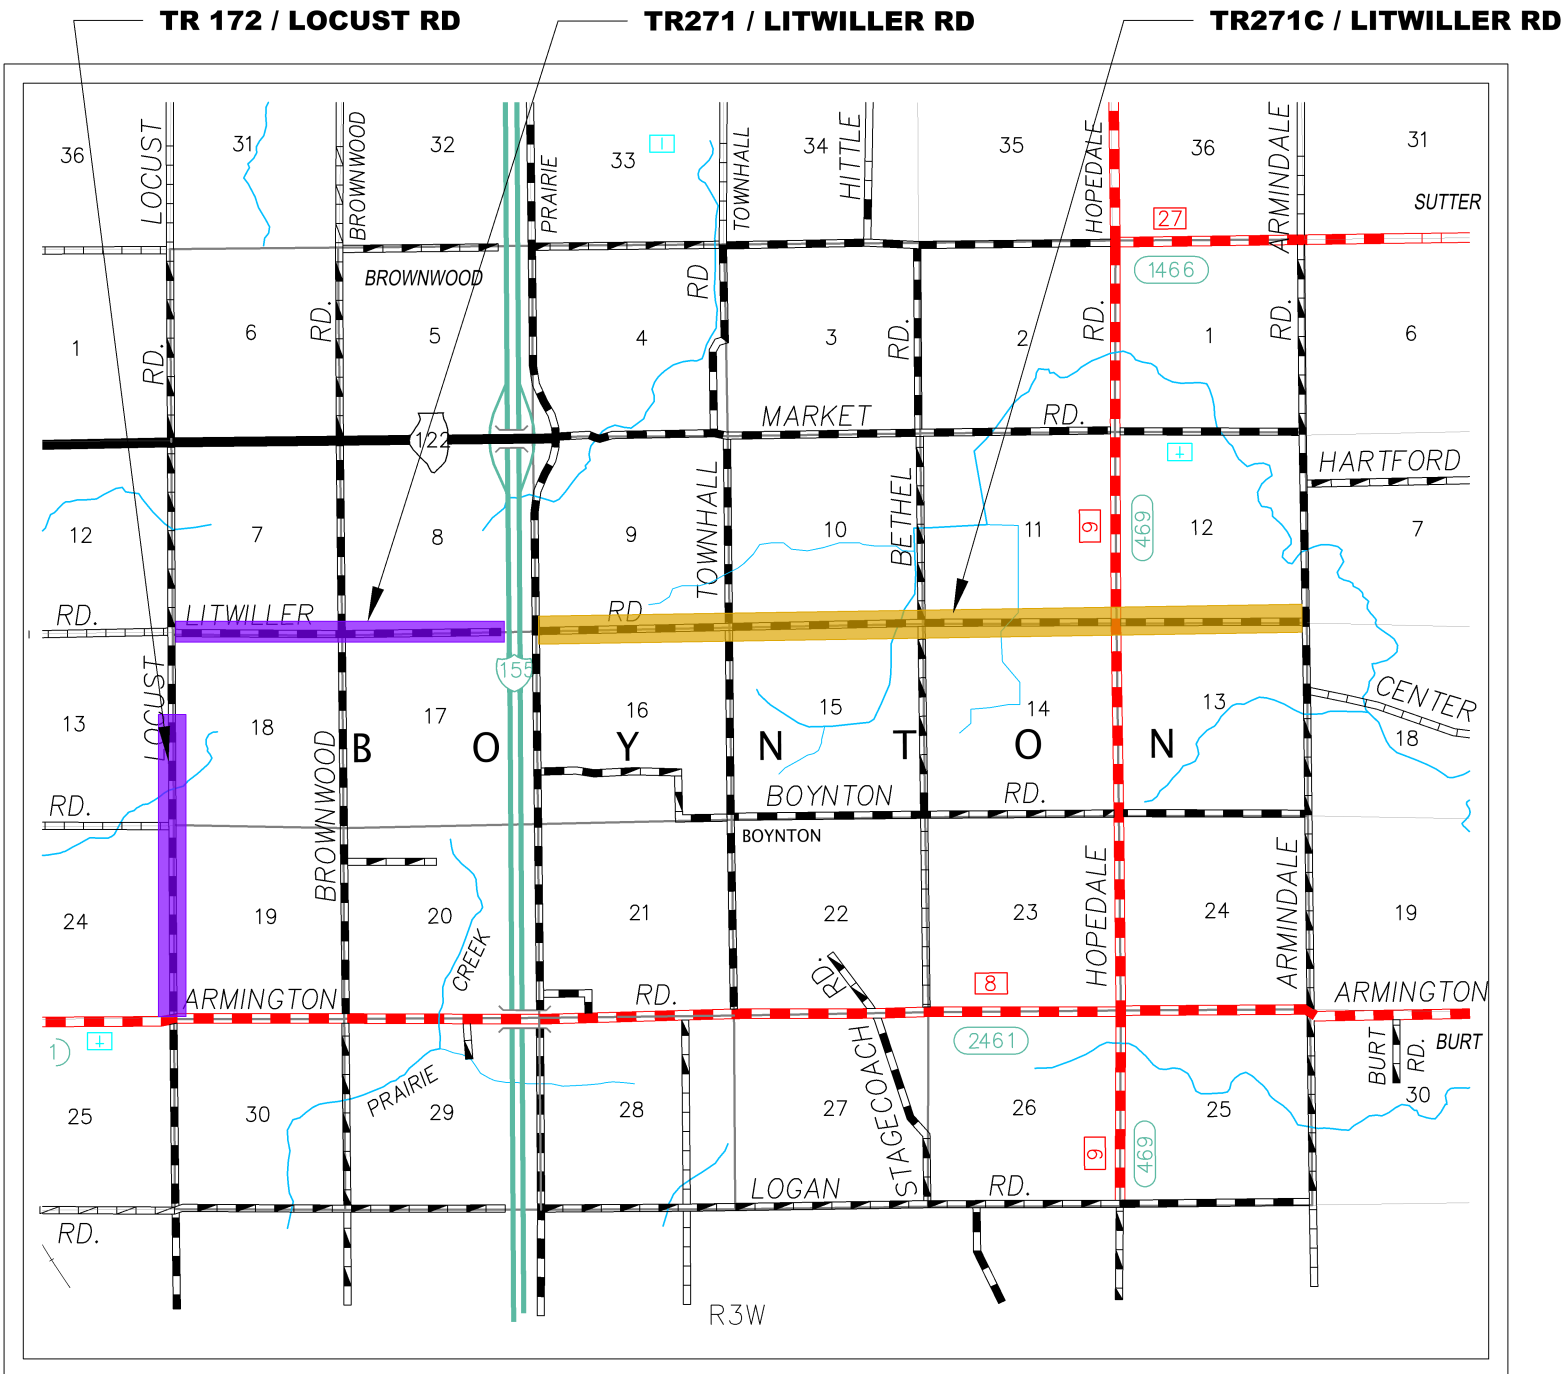 TR 172 / LOCUST RD
TR271 / LITWILLER RD
TR271C / LITWILLER RD
LOCUST
BROWNWOOD
PRAIRIE
TOWNHALL
HITTLE
HOPEDALE
ARMINDALE
36
31
32
33
34
35
36
31
SUTTER
27
1466
BROWNWOOD
RD
RD.
RD.
RD.
RD.
RD.
1
6
5
4
3
2
1
6
MARKET
RD.
122
HARTFORD
TOWNHALL
BETHEL
12
7
8
9
10
11
9
469
12
7
RD.
LITWILLER
RD
155
LOCUST
CENTER
13
18
17
16
15
14
13
18
B O Y N T O N
BROWNWOOD
RD.
BOYNTON
RD.
BOYNTON
HOPEDALE
ARMINDALE
24
19
20
21
22
23
24
19
CREEK
RD.
8
ARMINGTON
RD.
ARMINGTON
1
2461
STAGECOACH
BURT
RD.
BURT
PRAIRIE
25
30
29
28
27
26
25
30
9
469
LOGAN
RD.
RD.
R3W